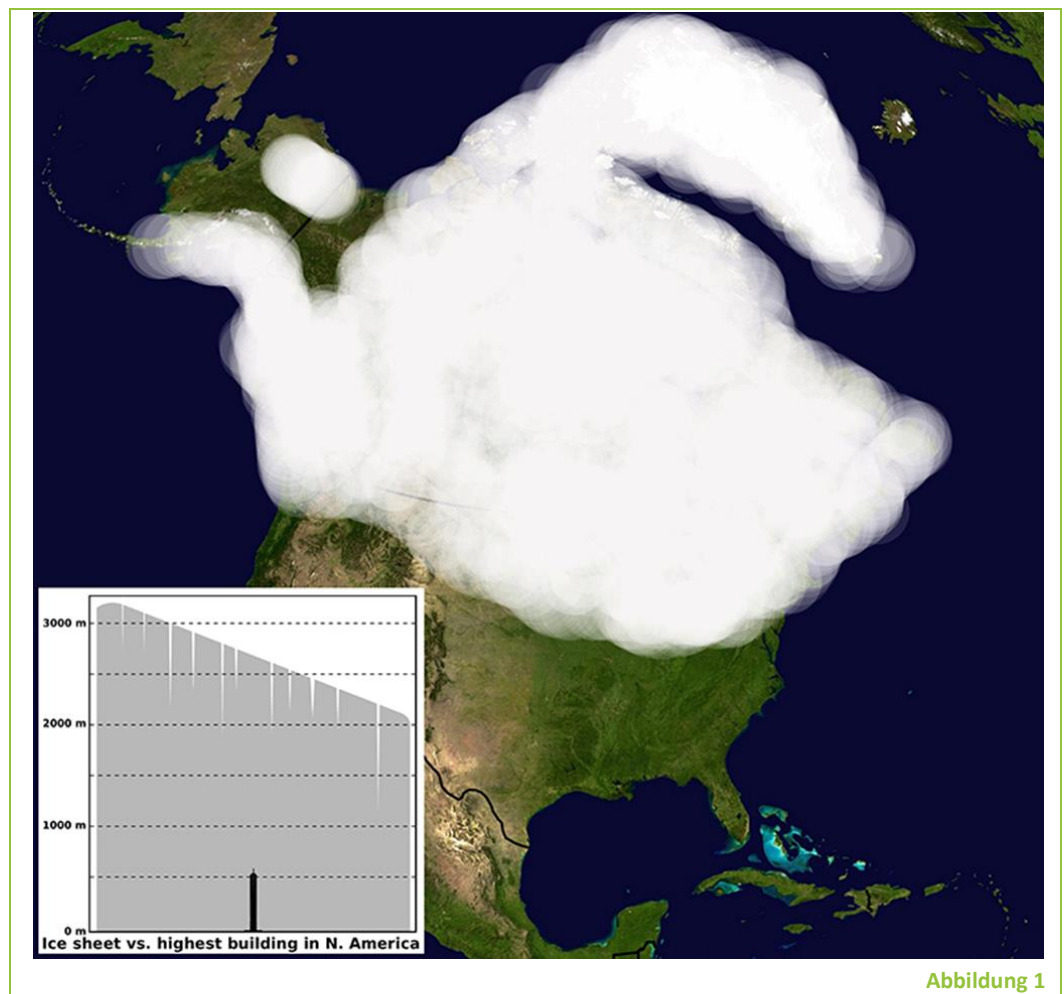 3000 m
2000 m
1000 m
0 m
Ice sheet vs. highest building in N. America
Abbildung 1